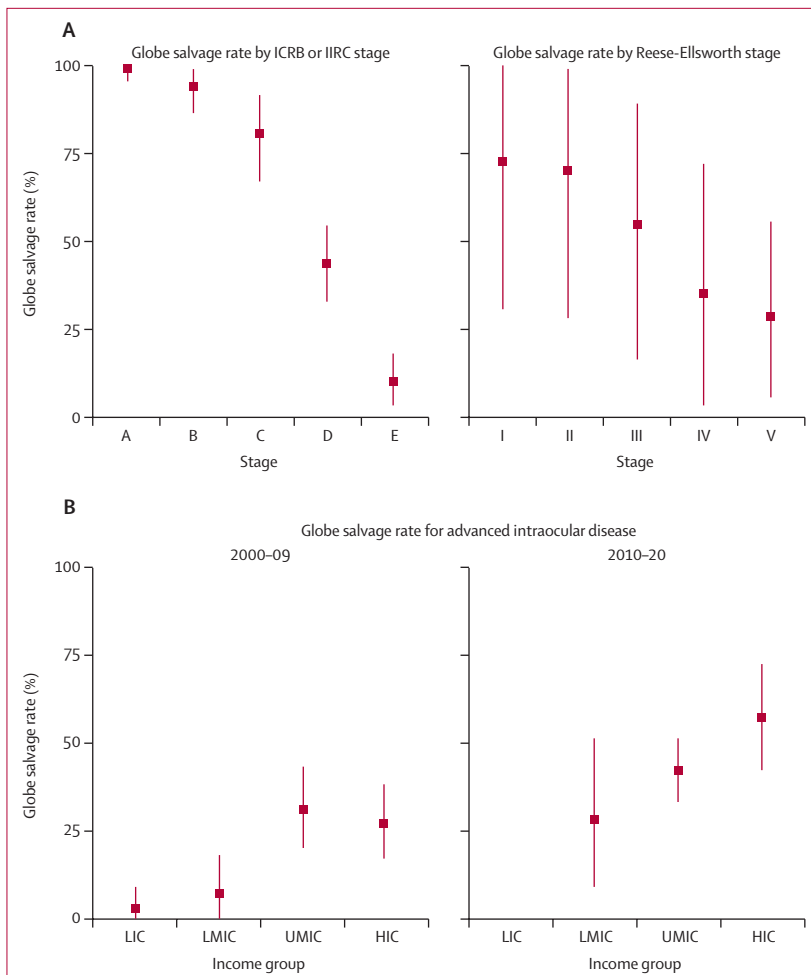 A
Globe salvage rate by ICRB or IIRC stage
Globe salvage rate (%)
100
75
50
25
0
A B C D E
Stage
Globe salvage rate by Reese-Ellsworth stage
I II III IV V
Stage
B
Globe salvage rate for advanced intraocular disease
2000–09
Globe salvage rate (%)
100
75
50
25
0
LIC LMIC UMIC HIC
Income group
2010–20
LIC LMIC UMIC HIC
Income group